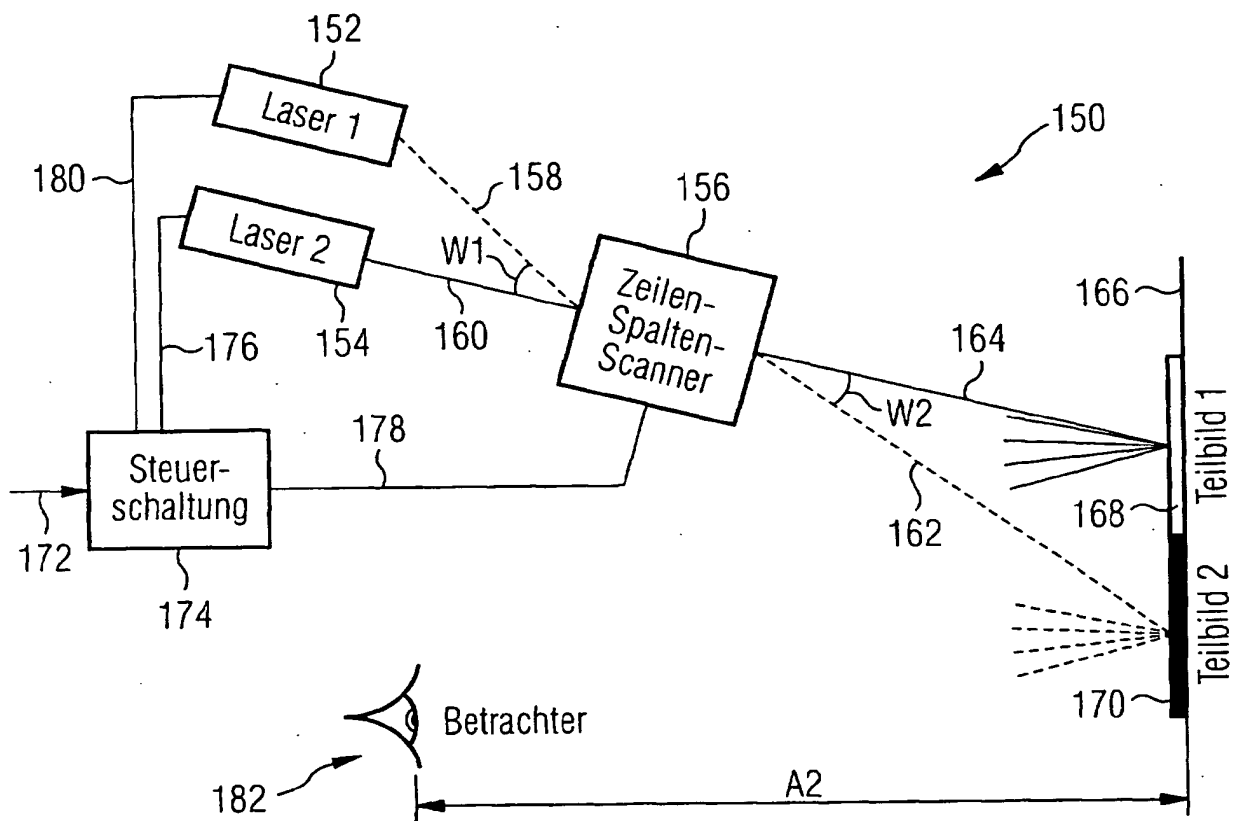 152
Laser 1
150
180
158
156
Laser 2
W1
Zeilen-
Spalten-
Scanner
166
176
154
160
164
W2
Teilbild 1
178
Steuer-
schaltung
162
168
172
174
Teilbild 2
170
Betrachter
182
A2